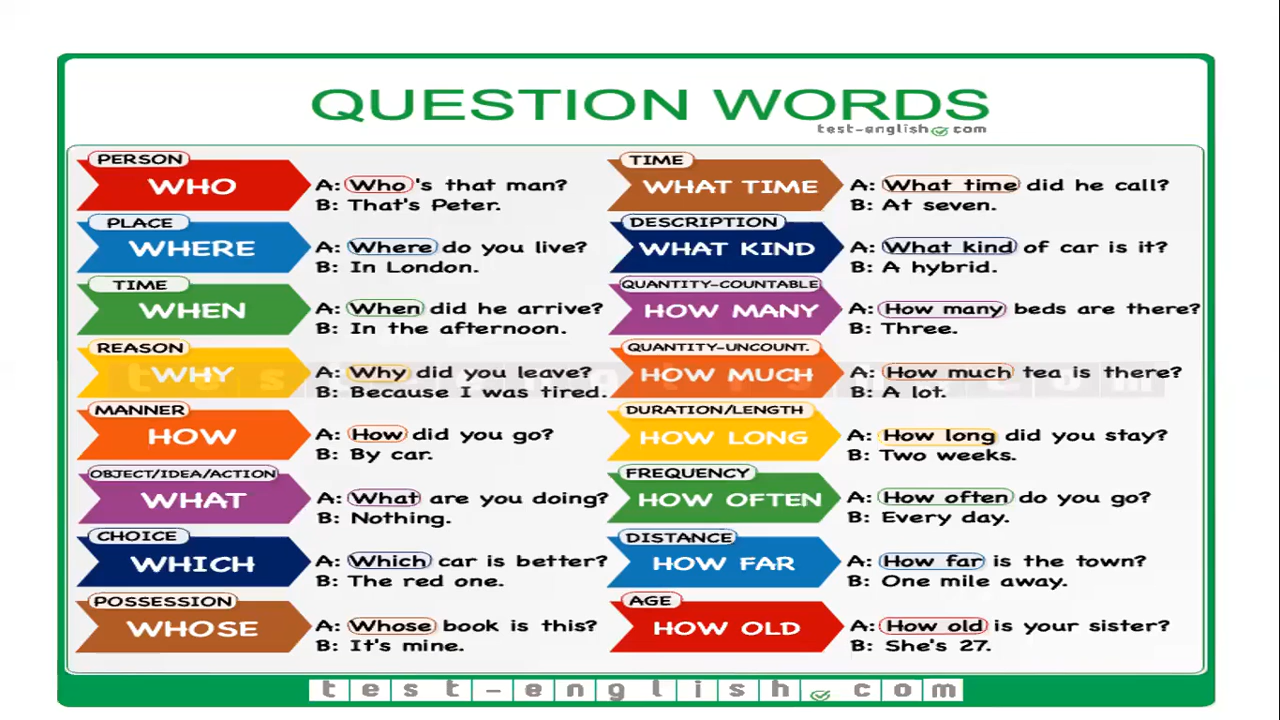 QUESTION WORDS
test-english.com
PERSON
WHO
A: Who's that man?
B: That's Peter.
PLACE
WHERE
A: Where do you live?
B: In London.
TIME
WHEN
A: When did he arrive?
B: In the afternoon.
REASON
WHY
A: Why did you leave?
B: Because I was tired.
MANNER
HOW
A: How did you go?
B: By car.
OBJECT/IDEA/ACTION
WHAT
A: What are you doing?
B: Nothing.
CHOICE
WHICH
A: Which car is better?
B: The red one.
POSSESSION
WHOSE
A: Whose book is this?
B: It's mine.
TIME
WHAT TIME
A: What time did he call?
B: At seven.
DESCRIPTION
WHAT KIND
A: What kind of car is it?
B: A hybrid.
QUANTITY-COUNTABLE
HOW MANY
A: How many beds are there?
B: Three.
QUANTITY-UNCOUNT.
HOW MUCH
A: How much tea is there?
B: A lot.
DURATION/LENGTH
HOW LONG
A: How long did you stay?
B: Two weeks.
FREQUENCY
HOW OFTEN
A: How often do you go?
B: Every day.
DISTANCE
HOW FAR
A: How far is the town?
B: One mile away.
AGE
HOW OLD
A: How old is your sister?
B: She's 27.
test-english.com